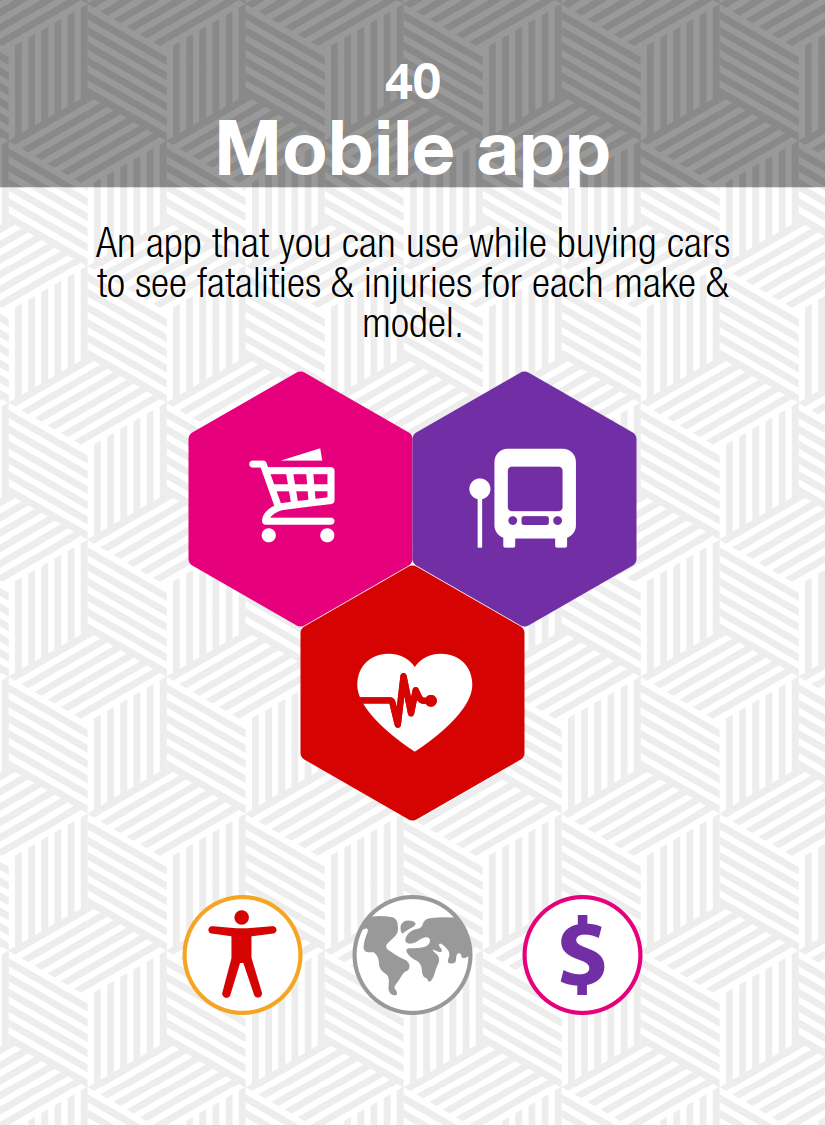 40
Mobile app
An app that you can use while buying cars
to see fatalities & injuries for each make &
model.
$